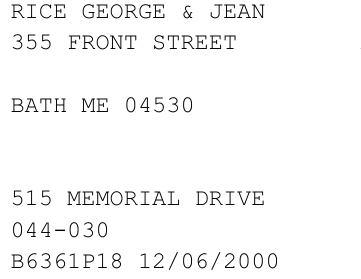 RICE GEORGE & JEAN
355 FRONT STREET
BATH ME 04530
515 MEMORIAL DRIVE
044-030
B6361P18 12/06/2000